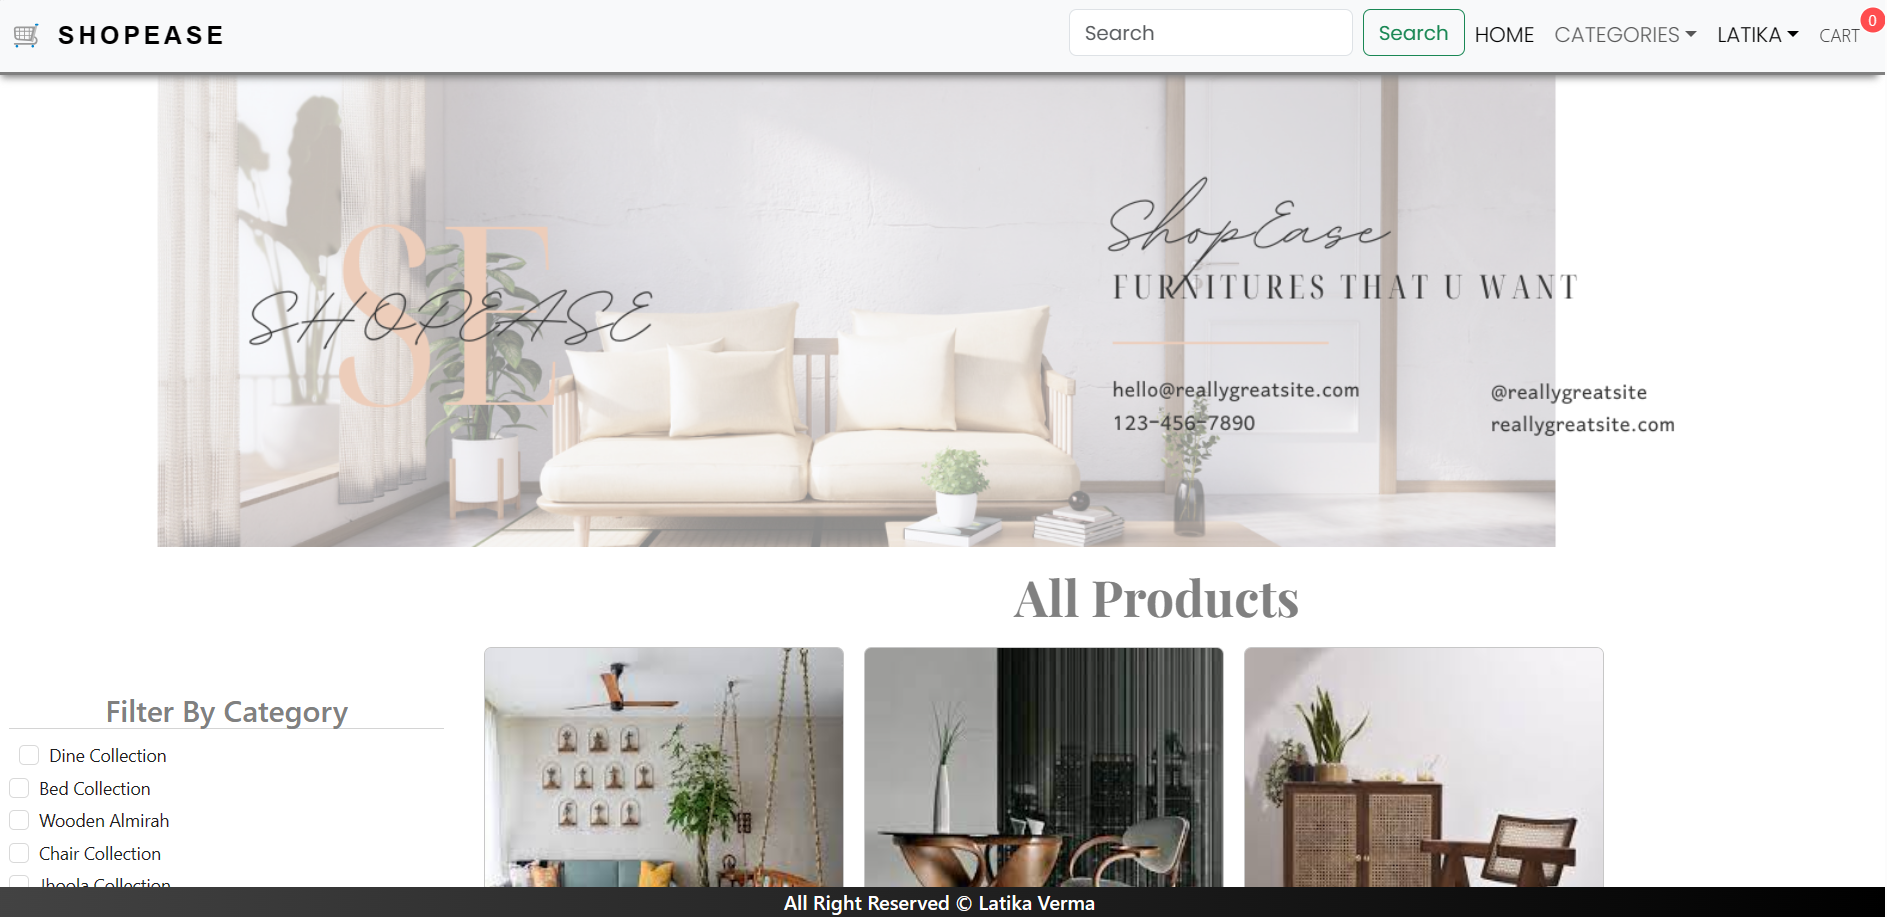 SHOPEASE
Search
Search
HOME
CATEGORIES
LATIKA
CART
0
SE
SHOPEASE
ShopEase
FURNITURES THAT U WANT
hello@reallygreatsite.com
123-456-7890
@reallygreatsite
reallygreatsite.com
All Products
Filter By Category
Dine Collection
Bed Collection
Wooden Almirah
Chair Collection
Jhoola Collection
All Right Reserved © Latika Verma